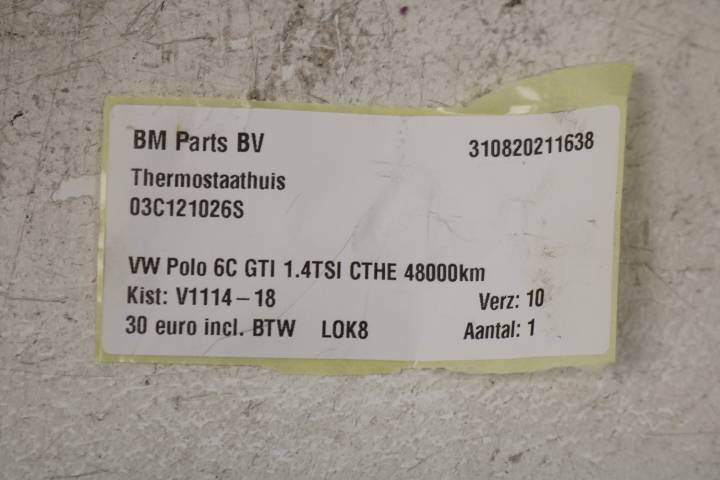 BM Parts BV 310820211638
Thermostaathuis
03C121026S
VW Polo 6C GTI 1.4TSI CTHE 48000km
Kist: V1114-18 Verz: 10
30 euro incl. BTW LOK8 Aantal: 1